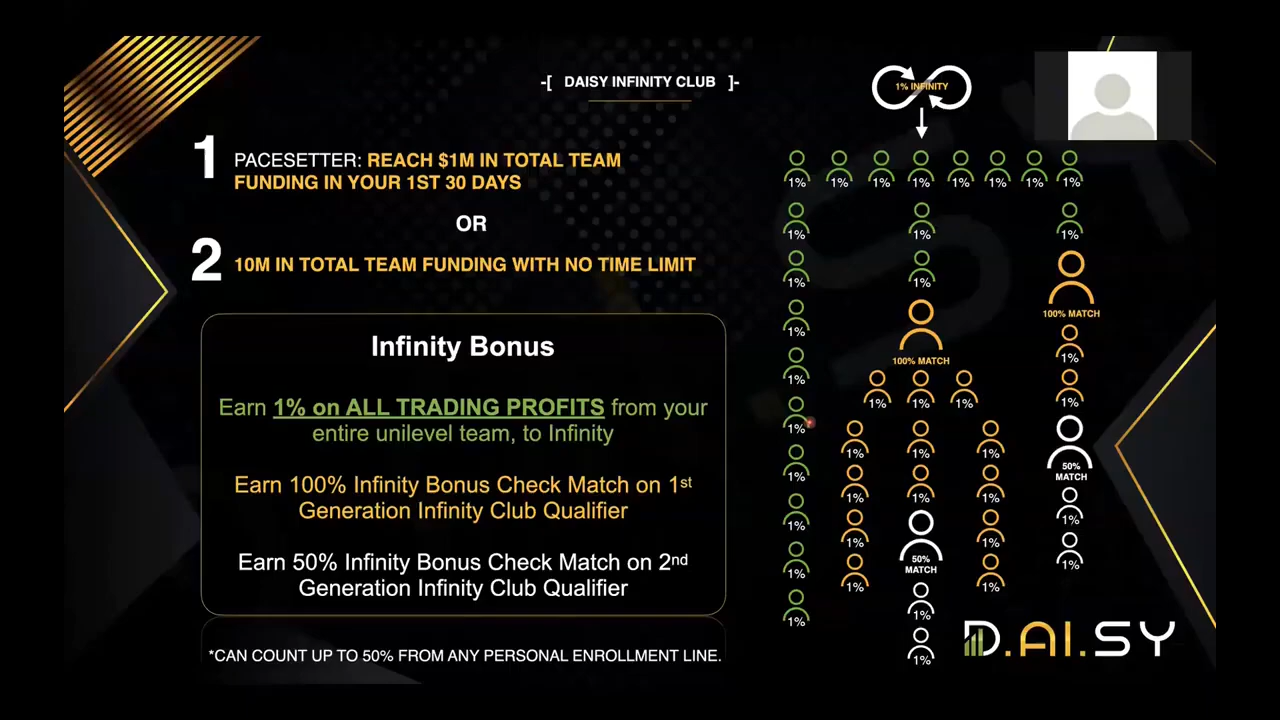 -[ DAISY INFINITY CLUB ]-
1 PACESETTER: REACH $1M IN TOTAL TEAM
FUNDING IN YOUR 1ST 30 DAYS
OR
2 10M IN TOTAL TEAM FUNDING WITH NO TIME LIMIT
Infinity Bonus
Earn 1% on ALL TRADING PROFITS from your
entire unilevel team, to Infinity
Earn 100% Infinity Bonus Check Match on 1st
Generation Infinity Club Qualifier
Earn 50% Infinity Bonus Check Match on 2nd
Generation Infinity Club Qualifier
*CAN COUNT UP TO 50% FROM ANY PERSONAL ENROLLMENT LINE.
1% INFINITY
1% 1% 1% 1% 1% 1% 1% 1%
1% 1% 1%
1% 1%
100% MATCH
1%
1%
100% MATCH
1%
1% 1% 1% 1%
1%
1% 1% 1% 1%
50%
MATCH
1%
1% 1% 1%
1%
1% 1%
50%
MATCH
1%
1%
1% 1% 1%
1%
1%
1%
D.AI.SY